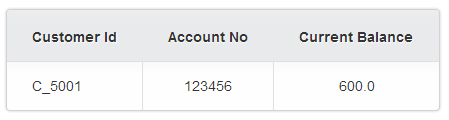 Customer Id Account No Current Balance
C_5001 123456 600.0